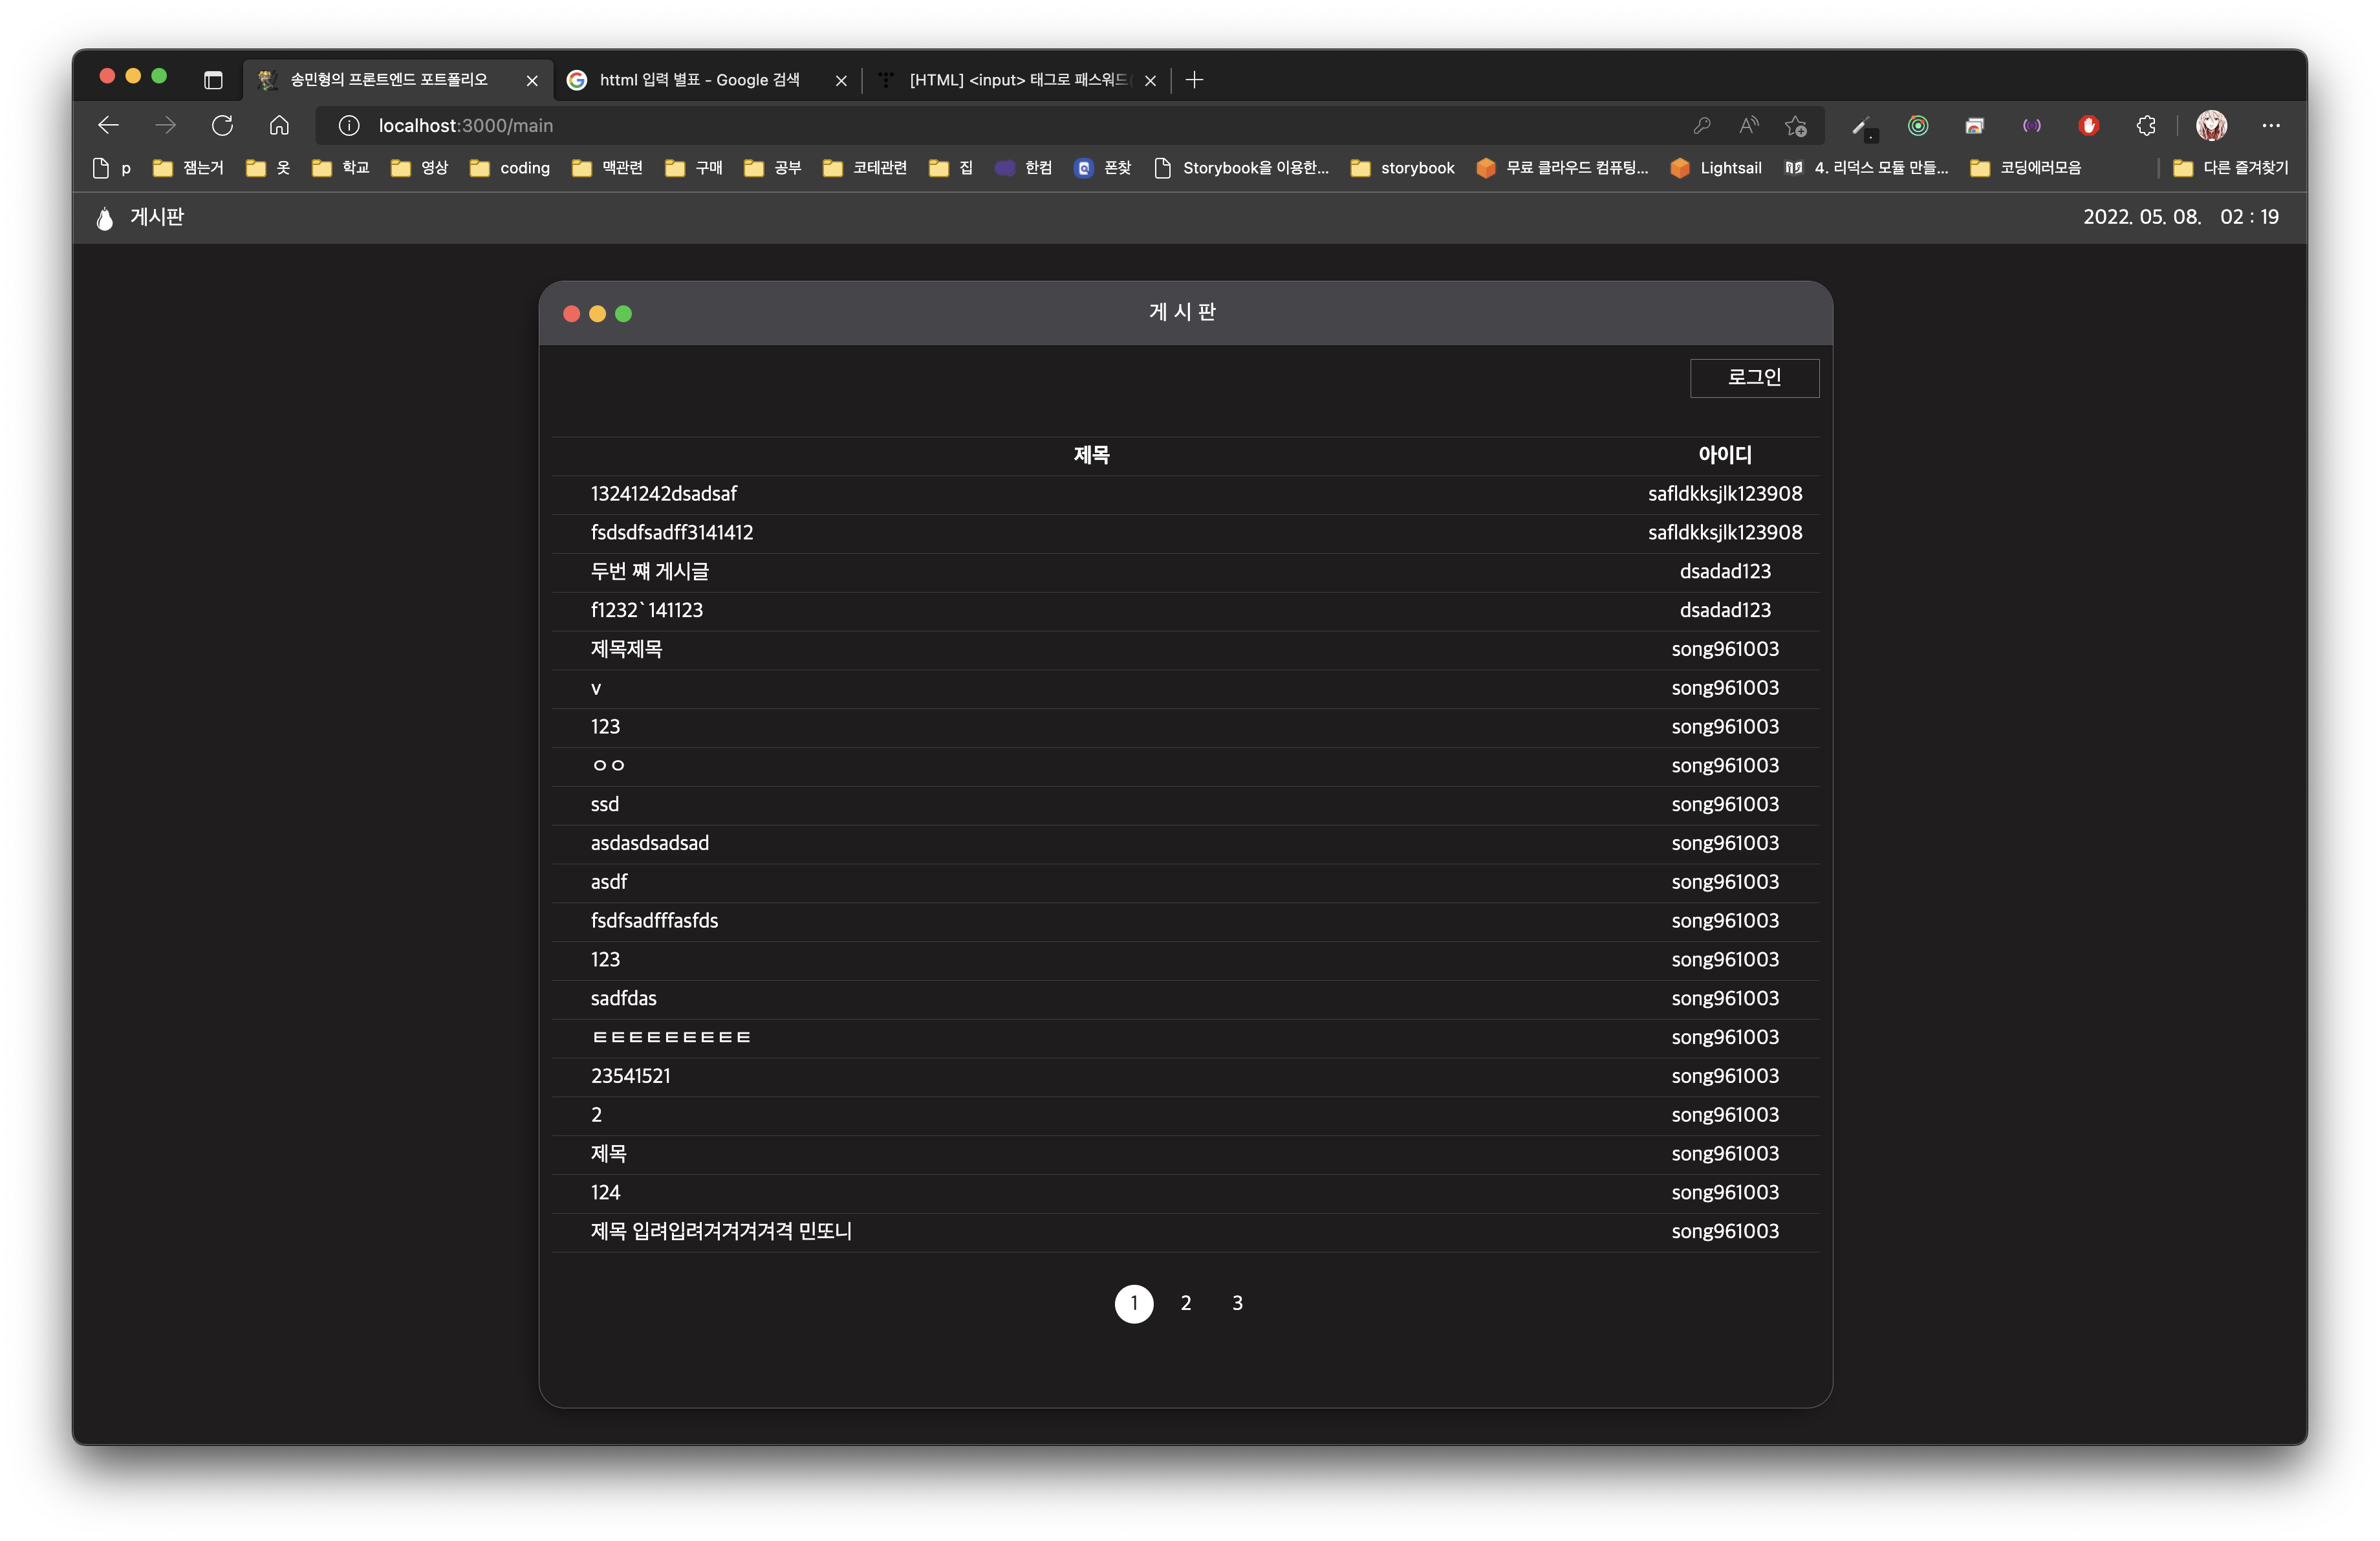 송민형의 프론트엔드 포트폴리오 httml 입력 별표 - Google 검색 [HTML] <input> 태그로 패스워드
localhost:3000/main
p 잼는거 옷 학교 영상 coding 맥관련 구매 공부 코테관련 집 한컴 폰찾 Storybook을 이용한... storybook 무료 클라우드 컴퓨팅... Lightsail 4. 리덕스 모듈 만들... 코딩에러모음 다른 즐겨찾기
게시판 2022. 05. 08. 02 : 19
게 시 판
로그인
제목 아이디
13241242dsadsaf safldkksjlk123908
fsdsdfsadff3141412 safldkksjlk123908
두번 째 게시글 dsadad123
f1232`141123 dsadad123
제목제목 song961003
v song961003
123 song961003
ㅇㅇ song961003
ssd song961003
asdasdsadsad song961003
asdf song961003
fsdfsadfffasfds song961003
123 song961003
sadfdas song961003
ㅌㅌㅌㅌㅌㅌㅌㅌㅌ song961003
23541521 song961003
2 song961003
제목 song961003
124 song961003
제목 입려입려겨겨겨겨격 민또니 song961003
1 2 3